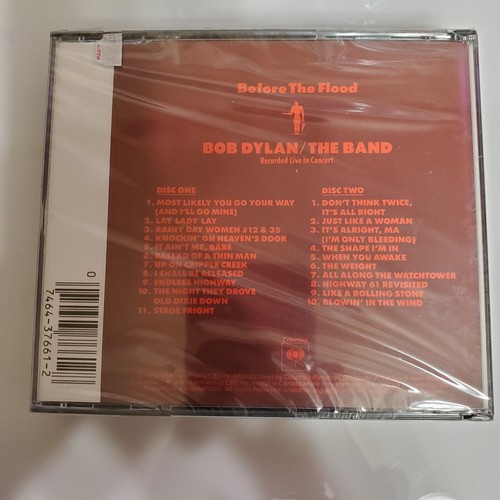 Before The Flood
BOB DYLAN/THE BAND
Recorded Live In Concert
DISC ONE
1. MOST LIKELY YOU GO YOUR WAY
(AND I'LL GO MINE)
2. LAY LADY LAY
3. RAINY DAY WOMEN #12 & 35
4. KNOCKIN' ON HEAVEN'S DOOR
5. IT AIN'T ME, BABE
6. BALLAD OF A THIN MAN
7. UP ON CRIPPLE CREEK
8. I SHALL BE RELEASED
9. ENDLESS HIGHWAY
10. THE NIGHT THEY DROVE
OLD DIXIE DOWN
11. STAGE FRIGHT
DISC TWO
1. DON'T THINK TWICE,
IT'S ALL RIGHT
2. JUST LIKE A WOMAN
3. IT'S ALRIGHT, MA
(I'M ONLY BLEEDING)
4. THE SHAPE I'M IN
5. WHEN YOU AWAKE
6. THE WEIGHT
7. ALL ALONG THE WATCHTOWER
8. HIGHWAY 61 REVISITED
9. LIKE A ROLLING STONE
10. BLOWIN' IN THE WIND
COLUMBIA
0
7464-37661-2